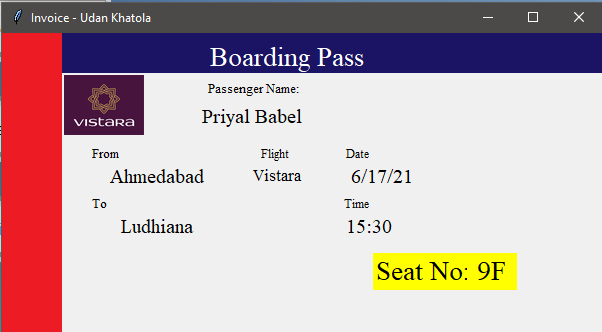 Invoice - Udan Khatola
Boarding Pass
VISTARA
Passenger Name:
Priyal Babel
From Flight Date
Ahmedabad Vistara 6/17/21
To Time
Ludhiana 15:30
Seat No: 9F